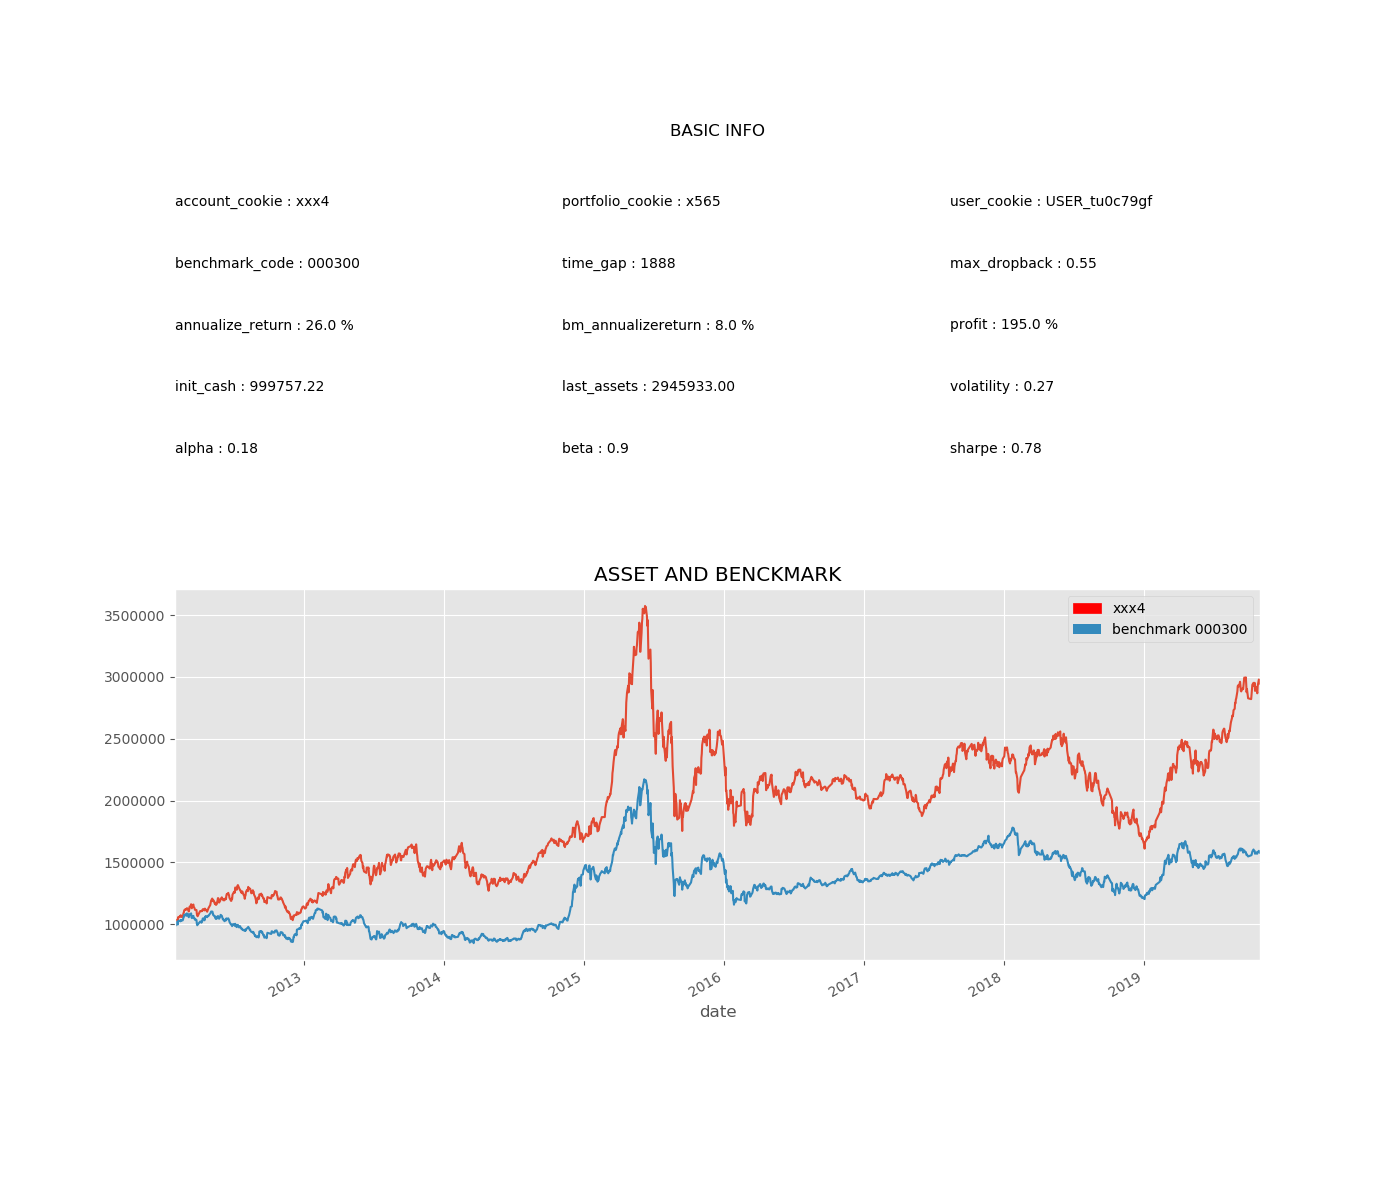 BASIC INFO
account_cookie : xxx4
portfolio_cookie : x565
user_cookie : USER_tu0c79gf
benchmark_code : 000300
time_gap : 1888
max_dropback : 0.55
annualize_return : 26.0 %
bm_annualizereturn : 8.0 %
profit : 195.0 %
init_cash : 999757.22
last_assets : 2945933.00
volatility : 0.27
alpha : 0.18
beta : 0.9
sharpe : 0.78
ASSET AND BENCKMARK
xxx4
benchmark 000300
3500000
3000000
2500000
2000000
1500000
1000000
2013
2014
2015
2016
2017
2018
2019
date